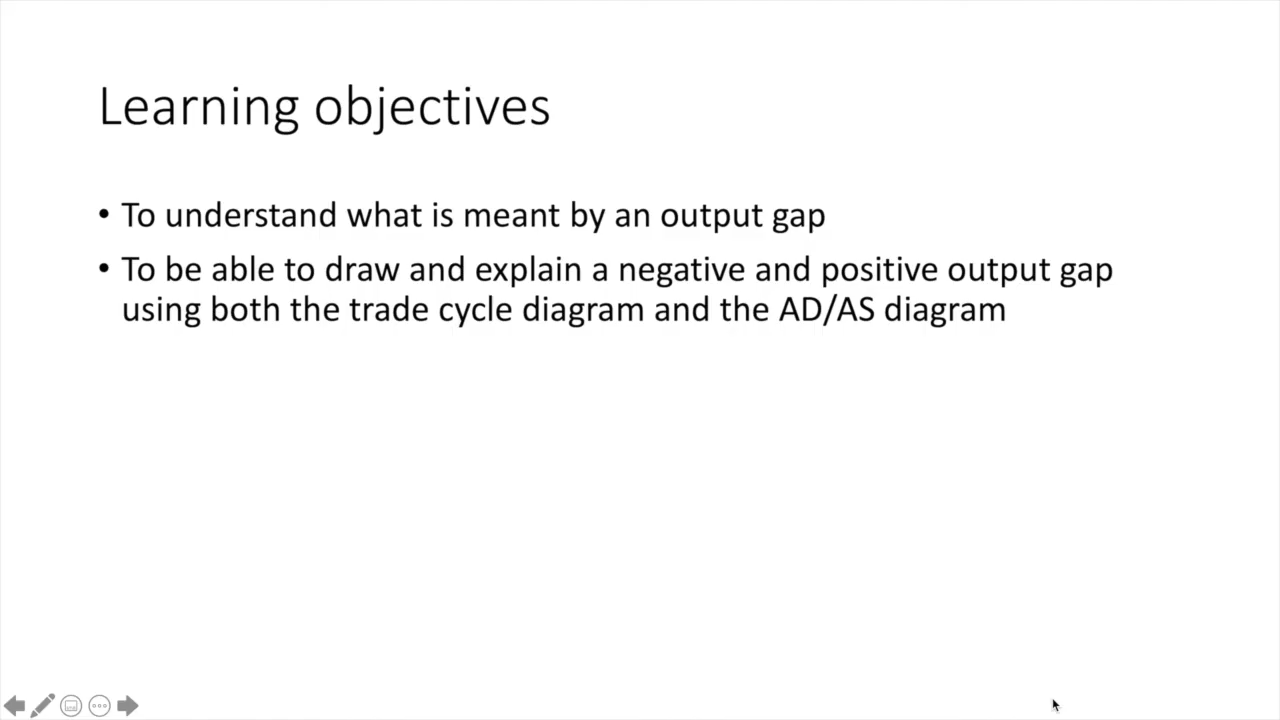 Learning objectives
• To understand what is meant by an output gap
• To be able to draw and explain a negative and positive output gap
using both the trade cycle diagram and the AD/AS diagram